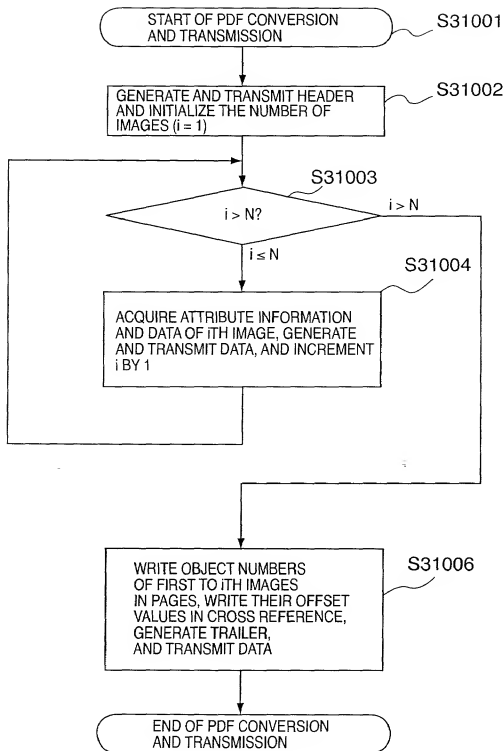 START OF PDF CONVERSION
AND TRANSMISSION
S31001
GENERATE AND TRANSMIT HEADER
AND INITIALIZE THE NUMBER OF
IMAGES (i = 1)
S31002
S31003
i > N?
i > N
i ≤ N
S31004
ACQUIRE ATTRIBUTE INFORMATION
AND DATA OF iTH IMAGE, GENERATE
AND TRANSMIT DATA, AND INCREMENT
i BY 1
WRITE OBJECT NUMBERS
OF FIRST TO iTH IMAGES
IN PAGES, WRITE THEIR OFFSET
VALUES IN CROSS REFERENCE,
GENERATE TRAILER,
AND TRANSMIT DATA
S31006
END OF PDF CONVERSION
AND TRANSMISSION